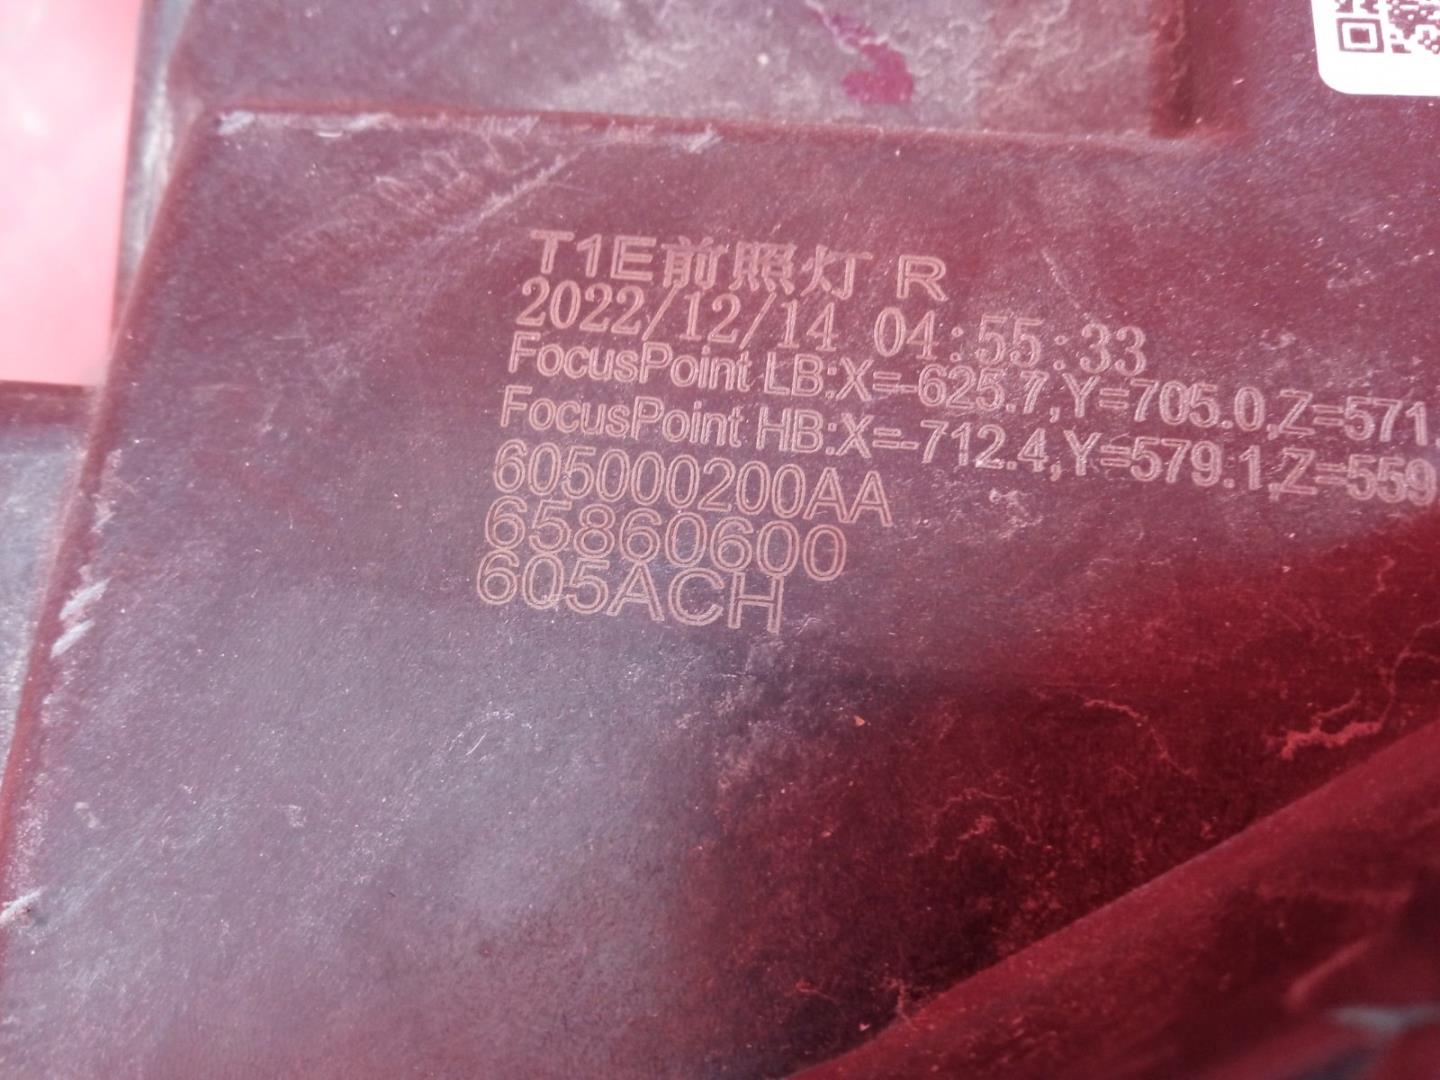 T1E前照灯 R
2022/12/14 04:55:33
FocusPoint LB:X=-625.7,Y=705.0,Z=571.
FocusPoint HB:X=-712.4,Y=579.1,Z=559
605000200AA
65860600
605ACH